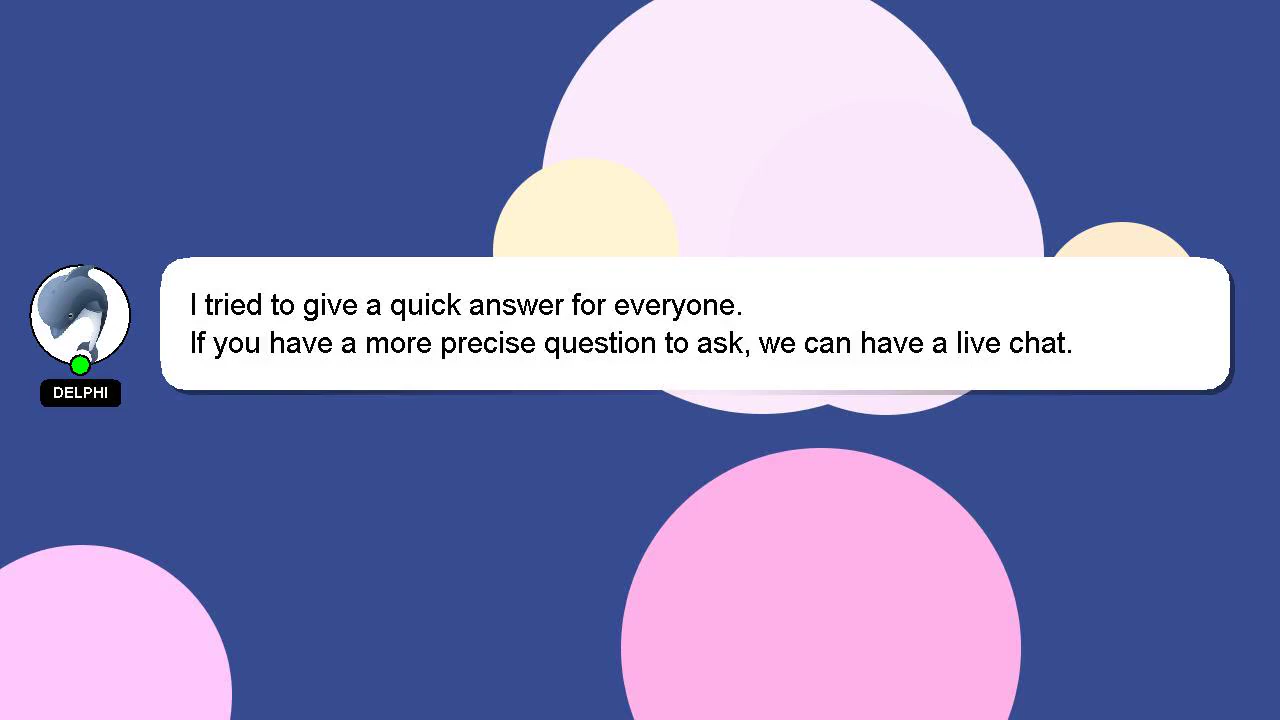 I tried to give a quick answer for everyone.
If you have a more precise question to ask, we can have a live chat.
DELPHI